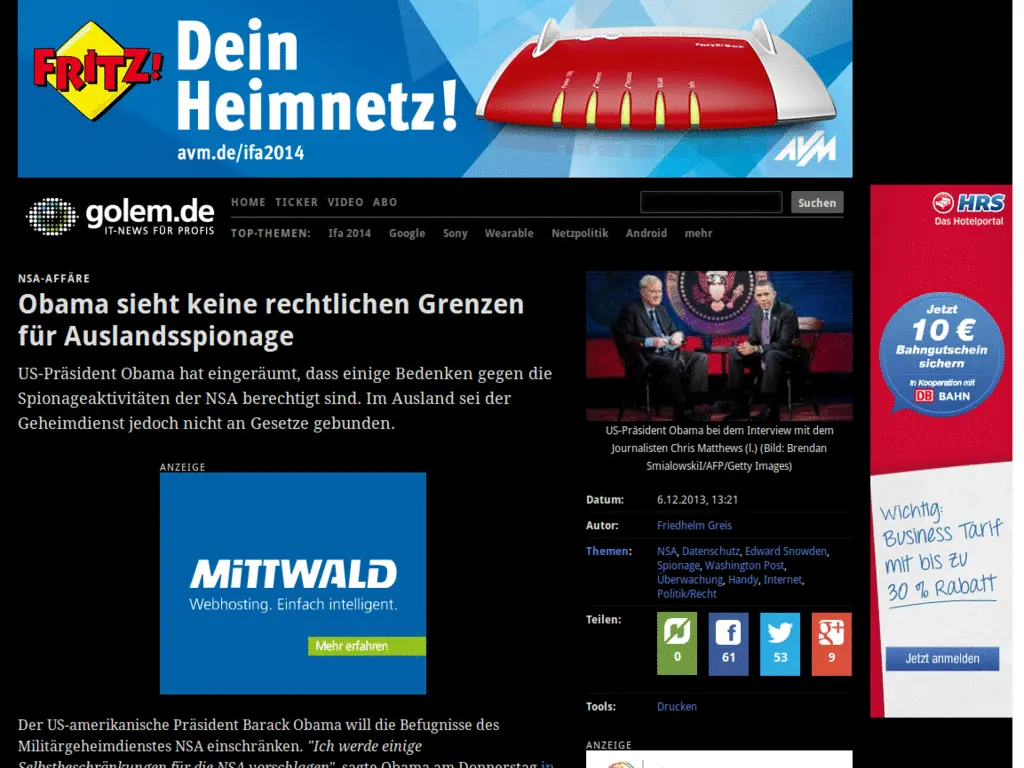 FRITZ!
Dein
Heimnetz!
avm.de/ifa2014
FRITZ!Box
AVM
golem.de
IT-NEWS FÜR PROFIS
HOME TICKER VIDEO ABO
Suchen
TOP-THEMEN: Ifa 2014 Google Sony Wearable Netzpolitik Android mehr
NSA-AFFÄRE
Obama sieht keine rechtlichen Grenzen
für Auslandsspionage
US-Präsident Obama hat eingeräumt, dass einige Bedenken gegen die
Spionageaktivitäten der NSA berechtigt sind. Im Ausland sei der
Geheimdienst jedoch nicht an Gesetze gebunden.
ANZEIGE
MITTWALD
Webhosting. Einfach intelligent.
Mehr erfahren
Der US-amerikanische Präsident Barack Obama will die Befugnisse des
Militärgeheimdienstes NSA einschränken. "Ich werde einige
Selbstbeschränkungen für die NSA vorschlagen", sagte Obama am Donnerstag in
US-Präsident Obama bei dem Interview mit dem
Journalisten Chris Matthews (l.) (Bild: Brendan
Smialowskil/AFP/Getty Images)
Datum: 6.12.2013, 13:21
Autor: Friedhelm Greis
Themen: NSA, Datenschutz, Edward Snowden,
Spionage, Washington Post,
Überwachung, Handy, Internet,
Politik/Recht
Teilen:
0
61
53
9
Tools: Drucken
ANZEIGE
HRS
Das Hotelportal
Jetzt
10 €
Bahngutschein
sichern
In Kooperation mit
DB BAHN
Wichtig:
Business Tarif
mit bis zu
30 % Rabatt
Jetzt anmelden